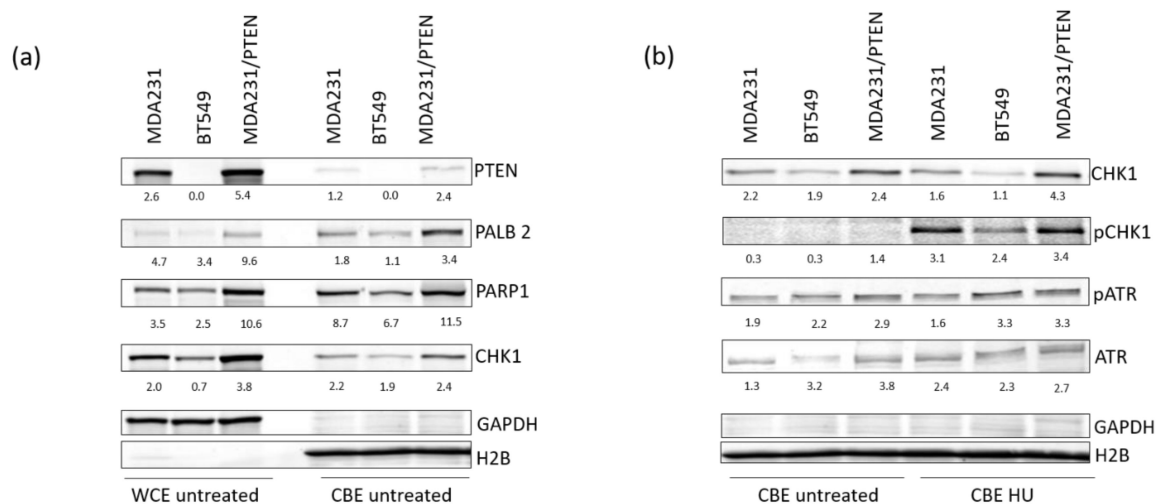 (a)
MDA231
BT549
MDA231/PTEN
MDA231
BT549
MDA231/PTEN
PTEN
2.6 0.0 5.4 1.2 0.0 2.4
PALB 2
4.7 3.4 9.6 1.8 1.1 3.4
PARP1
3.5 2.5 10.6 8.7 6.7 11.5
CHK1
2.0 0.7 3.8 2.2 1.9 2.4
GAPDH
H2B
WCE untreated CBE untreated
(b)
MDA231
BT549
MDA231/PTEN
MDA231
BT549
MDA231/PTEN
CHK1
2.2 1.9 2.4 1.6 1.1 4.3
pCHK1
0.3 0.3 1.4 3.1 2.4 3.4
pATR
1.9 2.2 2.9 1.6 3.3 3.3
ATR
1.3 3.2 3.8 2.4 2.3 2.7
GAPDH
H2B
CBE untreated CBE HU